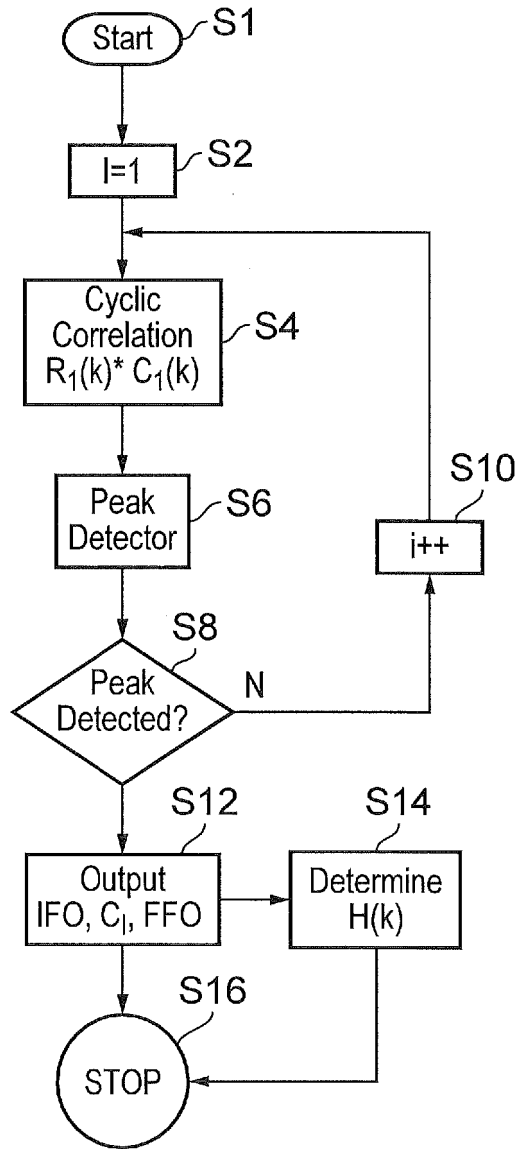 Start
S1
I=1
S2
Cyclic
Correlation
R₁(k)* C₁(k)
S4
Peak
Detector
S6
i++
S10
Peak
Detected?
S8
N
Output
IFO, Cₗ, FFO
S12
Determine
H(k)
S14
STOP
S16